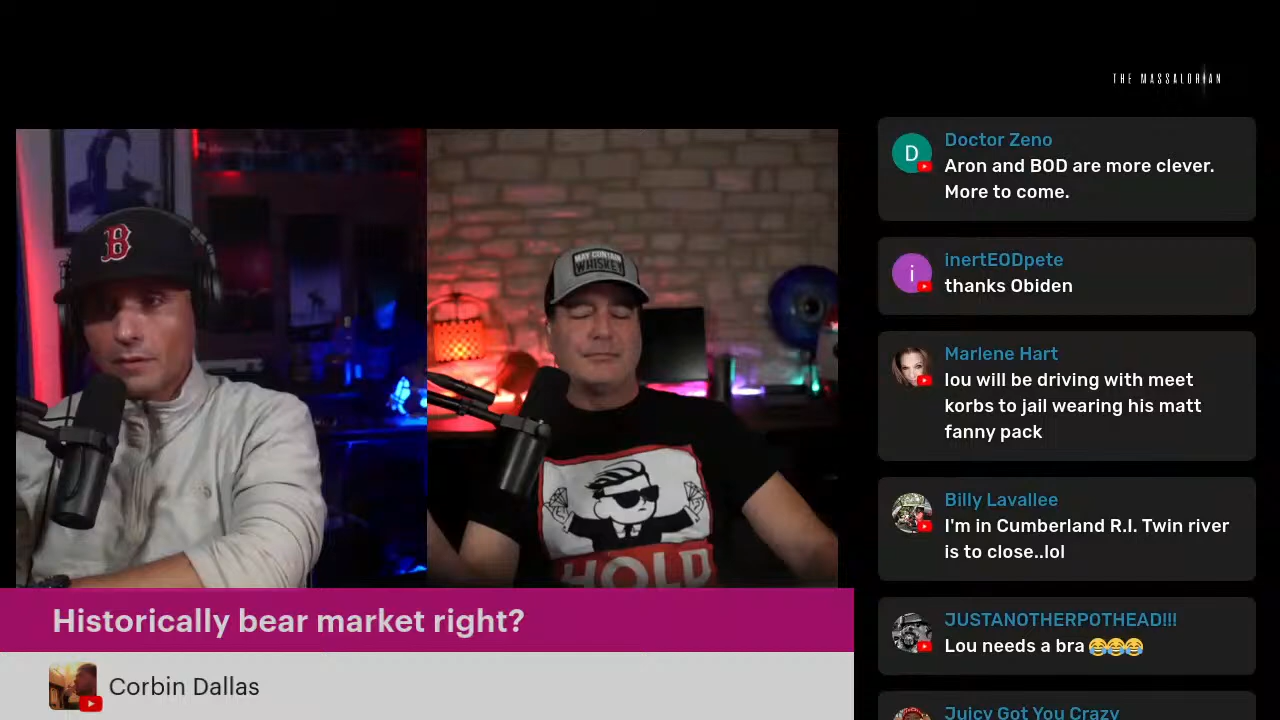 THE MASSALORIAN
B
MAY CONTAIN
WHISKEY
HOLD
Historically bear market right?
Corbin Dallas
D
Doctor Zeno
Aron and BOD are more clever.
More to come.
i
inertEODpete
thanks Obiden
Marlene Hart
lou will be driving with meet
korbs to jail wearing his matt
fanny pack
Billy Lavallee
I'm in Cumberland R.I. Twin river
is to close..lol
JUSTANOTHERPOTHEAD!!!
Lou needs a bra 😂😂😂
Juicy Got You Crazy